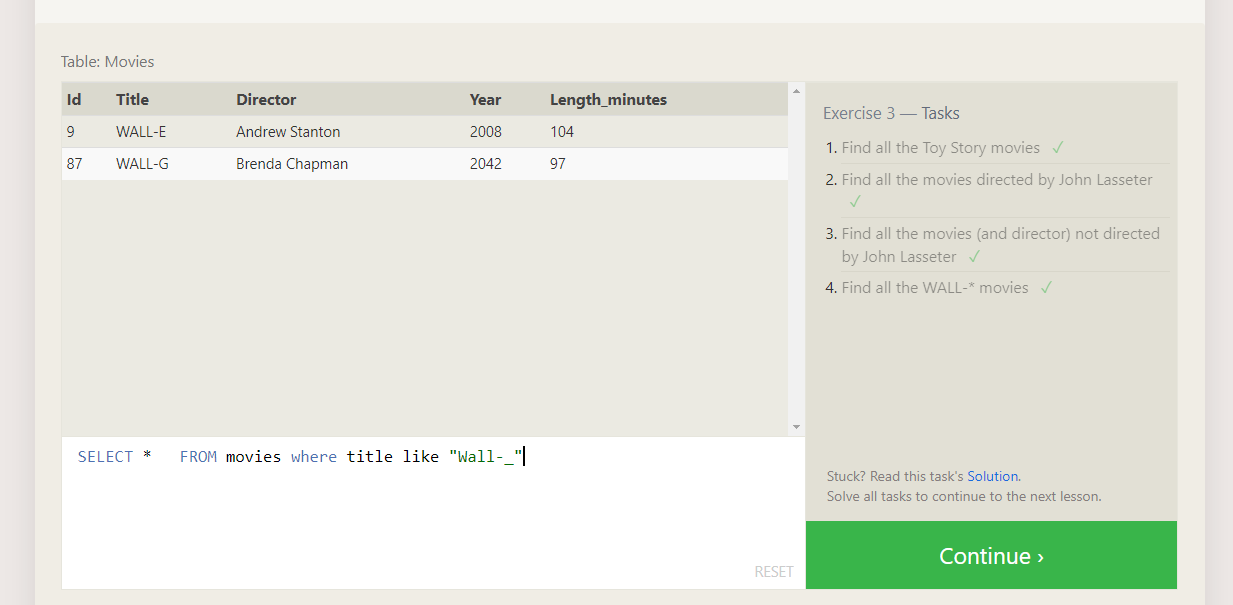 Table: Movies
Id Title Director Year Length_minutes
9 WALL-E Andrew Stanton 2008 104
87 WALL-G Brenda Chapman 2042 97
SELECT *   FROM movies where title like "Wall-_"
RESET
Exercise 3 — Tasks
1. Find all the Toy Story movies ✓
2. Find all the movies directed by John Lasseter
✓
3. Find all the movies (and director) not directed
by John Lasseter ✓
4. Find all the WALL-* movies ✓
Stuck? Read this task's Solution.
Solve all tasks to continue to the next lesson.
Continue ›